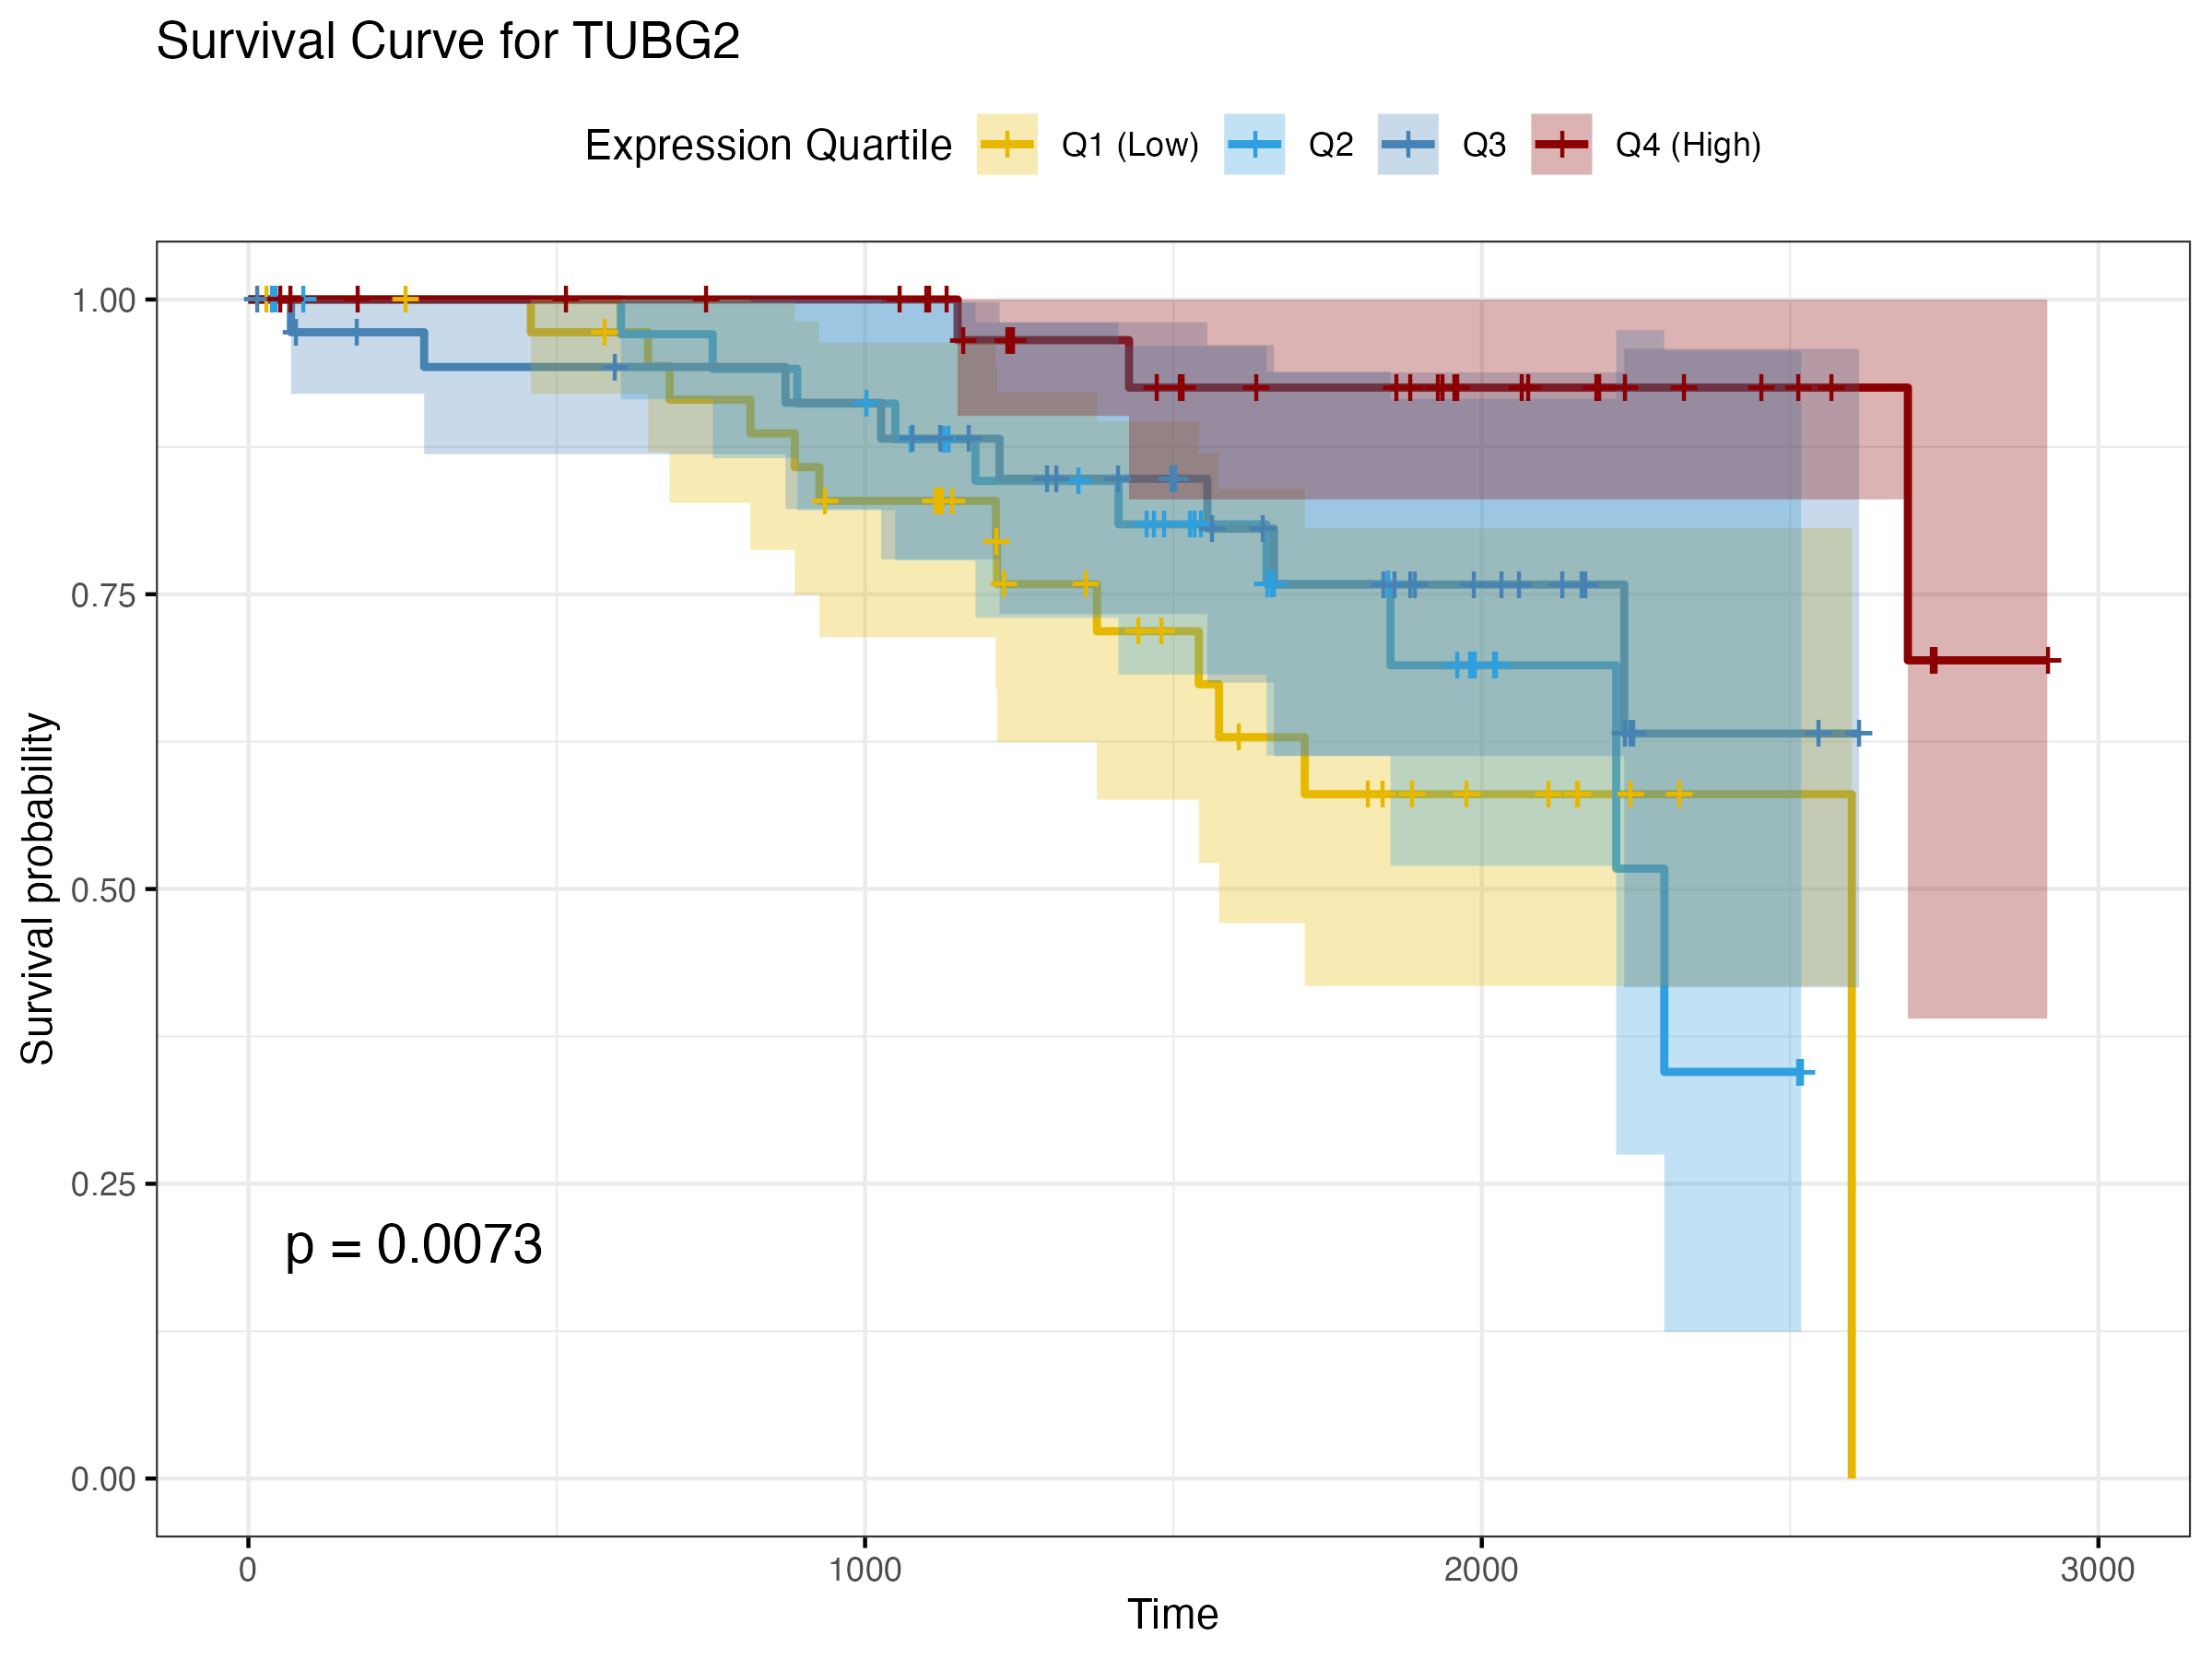 Survival Curve for TUBG2
Expression Quartile Q1 (Low) Q2 Q3 Q4 (High)
Survival probability
1.00
0.75
0.50
0.25
0.00
p = 0.0073
0 1000 2000 3000
Time